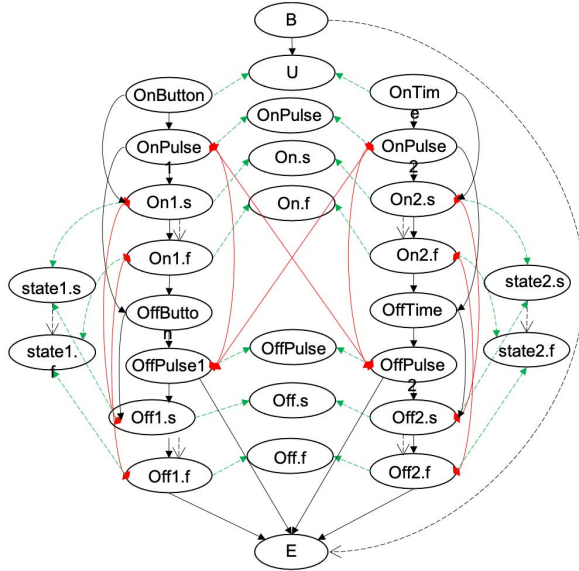 B
U
OnButton
OnTim
e
OnPulse
OnPulse
1
OnPulse
2
On.s
On1.s
On.f
On2.s
On1.f
On2.f
state1.s
state2.s
OffButto
n
OffTime
state1.
f
OffPulse
state2.f
OffPulse1
OffPulse
2
Off.s
Off1.s
Off2.s
Off.f
Off1.f
Off2.f
E